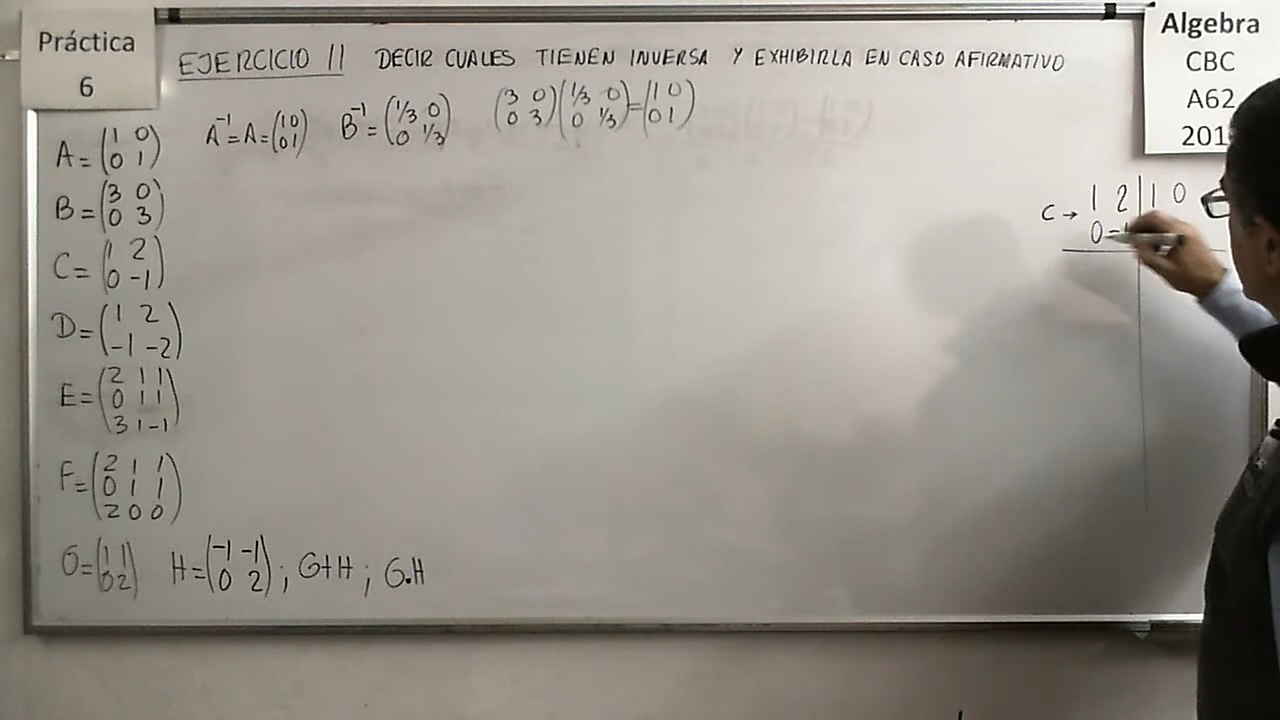 Práctica
6
EJERCICIO 11 DECIR CUALES TIENEN INVERSA Y EXHIBIRLA EN CASO AFIRMATIVO
Algebra
CBC
A62
201
A⁻¹=A=(1 0
0 1)
B⁻¹=(1/3 0
0 1/3)
(3 0
0 3)(1/3 0
0 1/3)=(1 0
0 1)
A=(1 0
0 1)
B=(3 0
0 3)
C=(1 2
0 -1)
D=(1 2
-1 -2)
E=(2 1 1
0 1 1
3 1 -1)
F=(2 1 1
0 1 1
2 0 0)
G=(1 1
0 2)
H=(-1 -1
0 2); G+H; G.H
C → 1 2 | 1 0
0 -1